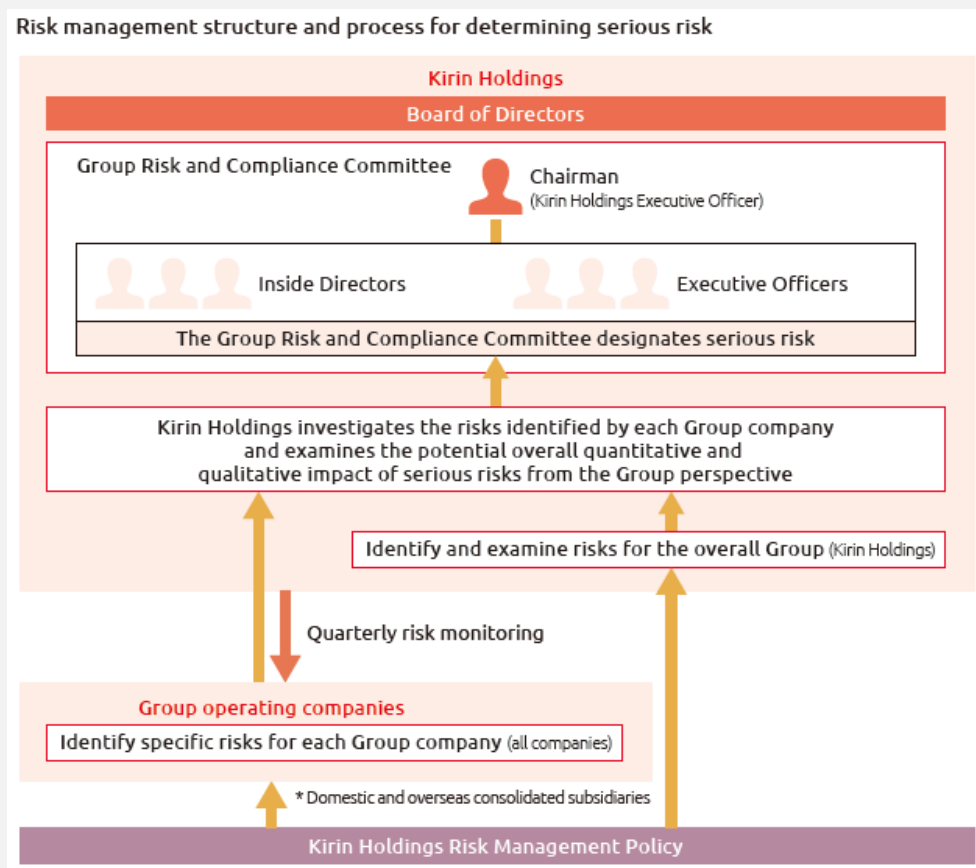 Risk management structure and process for determining serious risk
Kirin Holdings
Board of Directors
Group Risk and Compliance Committee
Chairman
(Kirin Holdings Executive Officer)
Inside Directors
Executive Officers
The Group Risk and Compliance Committee designates serious risk
Kirin Holdings investigates the risks identified by each Group company
and examines the potential overall quantitative and
qualitative impact of serious risks from the Group perspective
Identify and examine risks for the overall Group (Kirin Holdings)
Quarterly risk monitoring
Group operating companies
Identify specific risks for each Group company (all companies)
* Domestic and overseas consolidated subsidiaries
Kirin Holdings Risk Management Policy